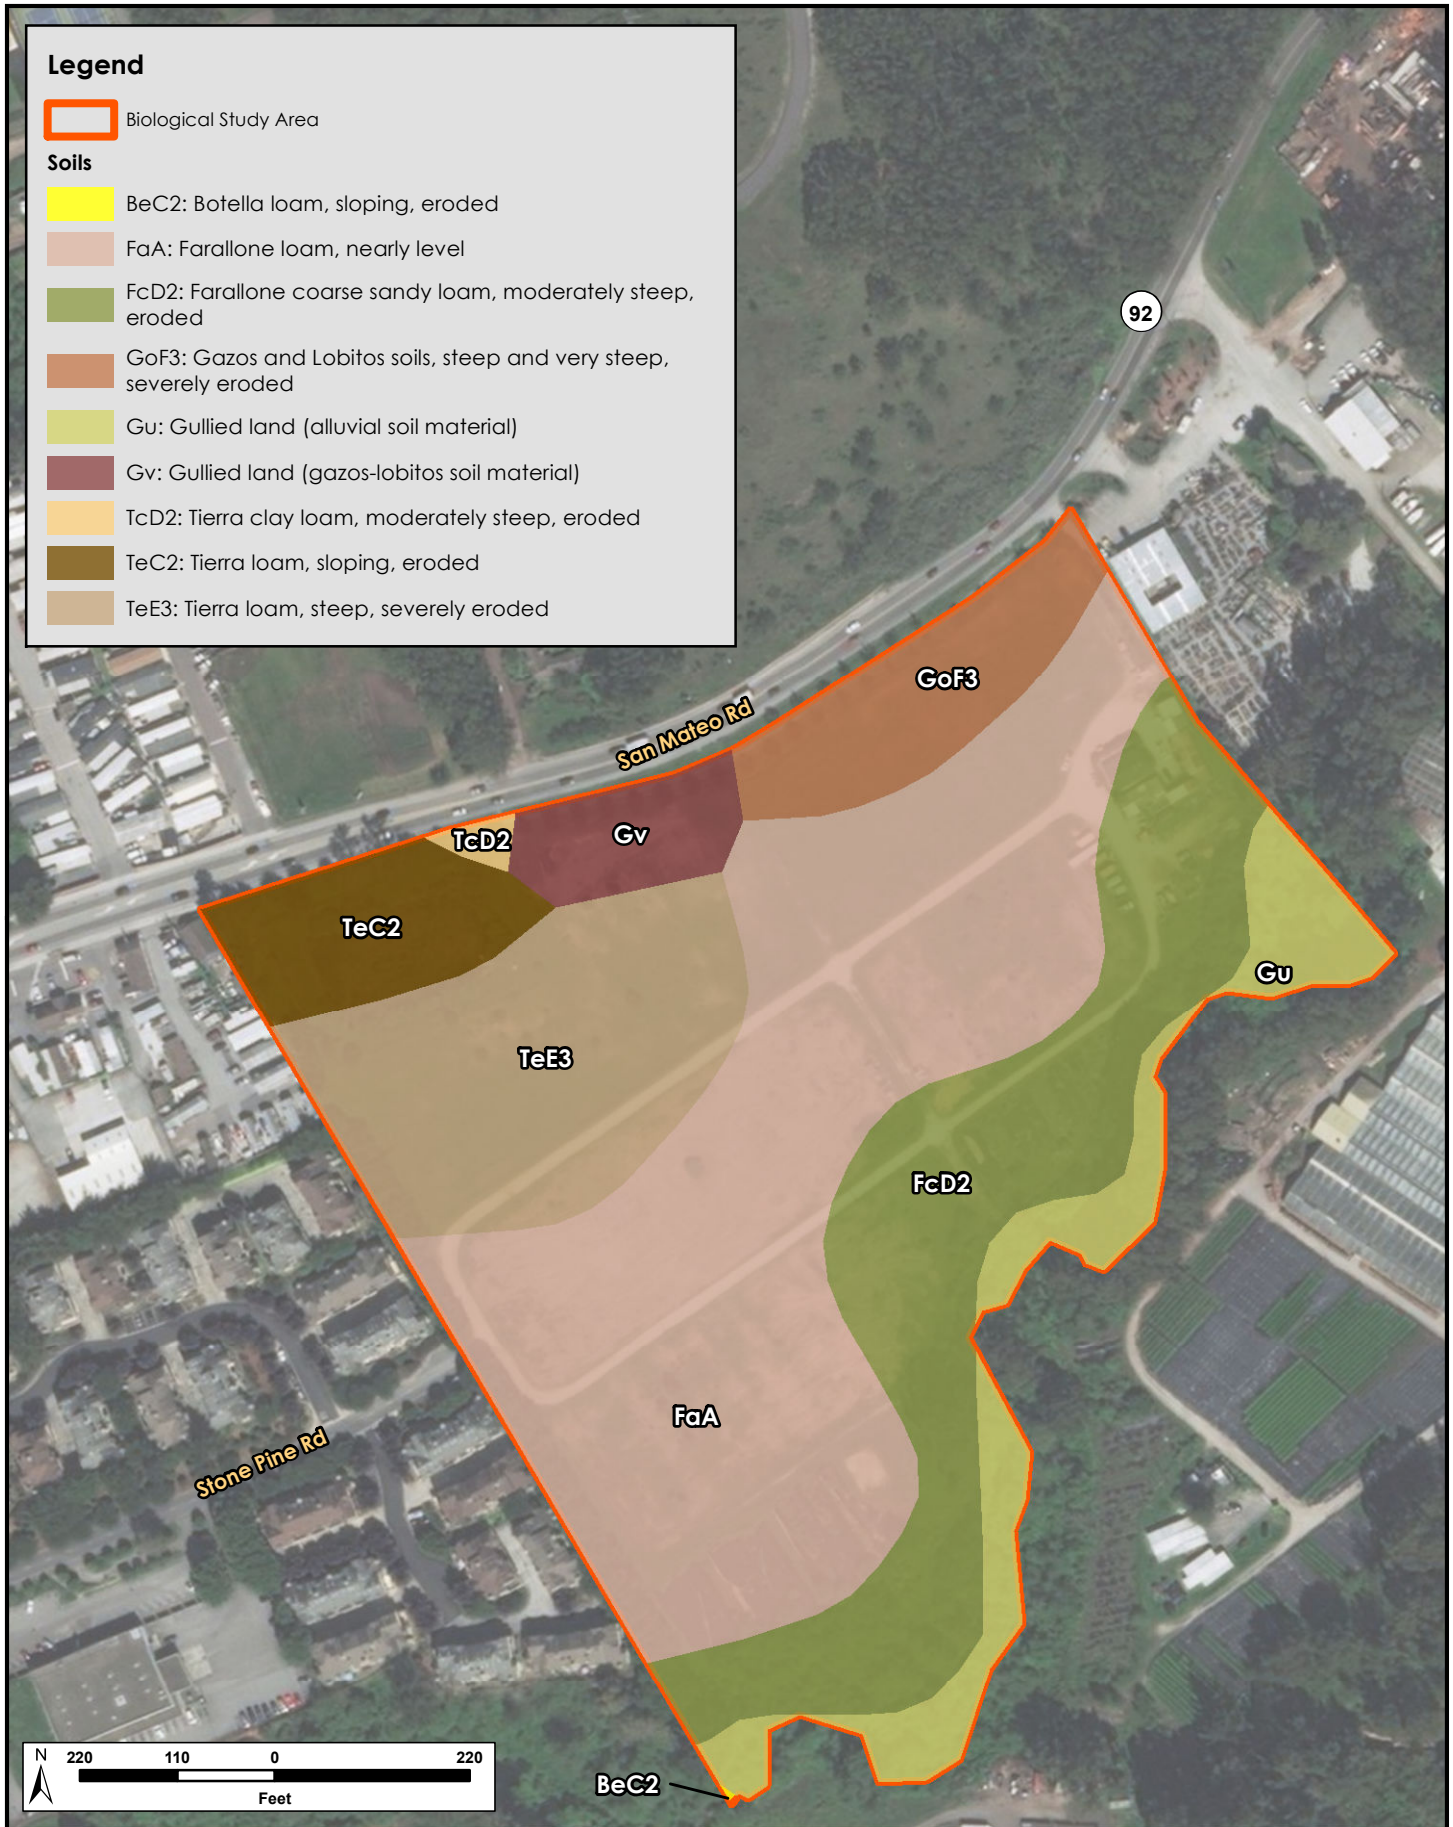 Legend
Biological Study Area
Soils
BeC2: Botella loam, sloping, eroded
FaA: Farallone loam, nearly level
FcD2: Farallone coarse sandy loam, moderately steep,
eroded
GoF3: Gazos and Lobitos soils, steep and very steep,
severely eroded
Gu: Gullied land (alluvial soil material)
Gv: Gullied land (gazos-lobitos soil material)
TcD2: Tierra clay loam, moderately steep, eroded
TeC2: Tierra loam, sloping, eroded
TeE3: Tierra loam, steep, severely eroded
92
GoF3
San Mateo Rd
TcD2
Gv
TeC2
Gu
TeE3
FcD2
FaA
Stone Pine Rd
BeC2
N
220 110 0 220
Feet